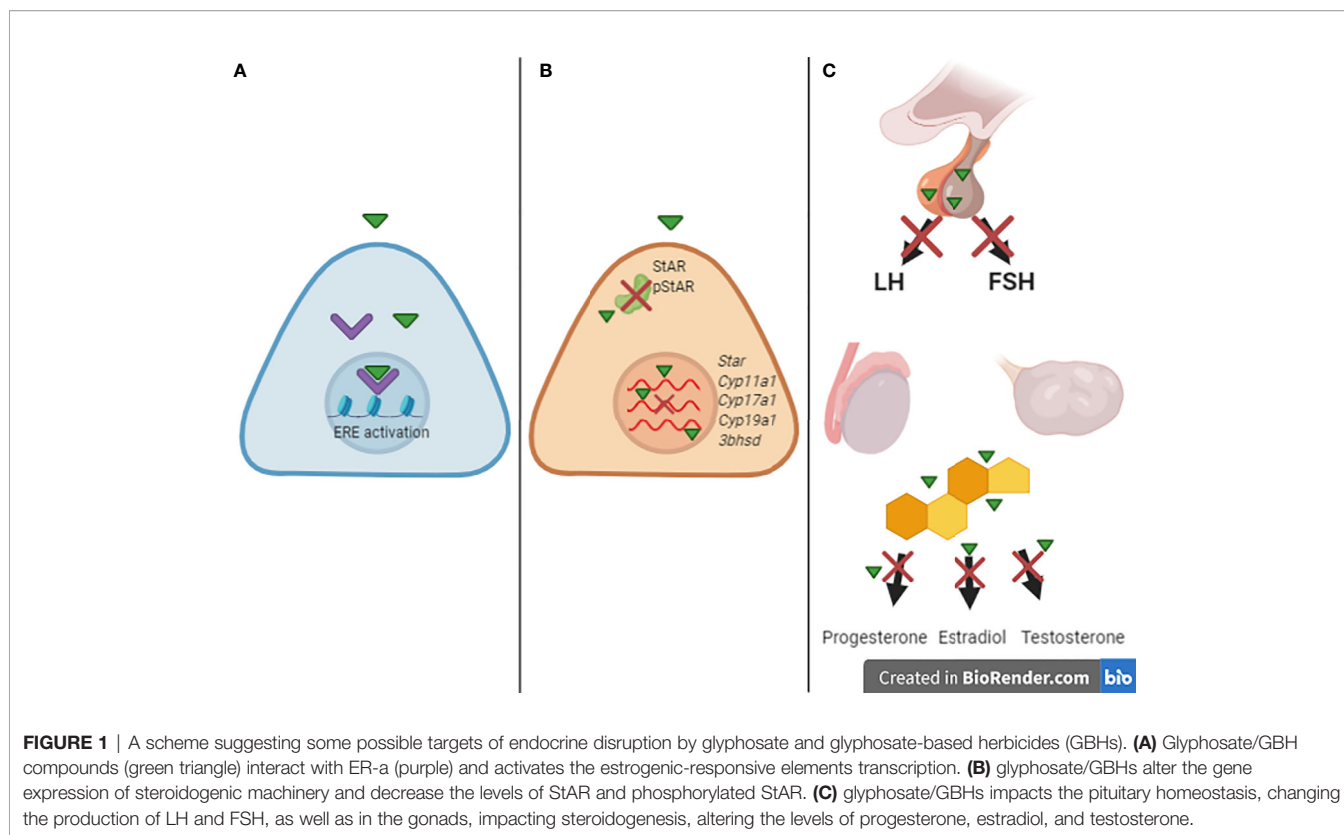 A
B
C
StAR
pStAR
Star
Cyp11a1
Cyp17a1
Cyp19a1
3bhsd
ERE activation
LH
FSH
Progesterone
Estradiol
Testosterone
Created in BioRender.com
bio
FIGURE 1 | A scheme suggesting some possible targets of endocrine disruption by glyphosate and glyphosate-based herbicides (GBHs). (A) Glyphosate/GBH
compounds (green triangle) interact with ER-a (purple) and activates the estrogenic-responsive elements transcription. (B) glyphosate/GBHs alter the gene
expression of steroidogenic machinery and decrease the levels of StAR and phosphorylated StAR. (C) glyphosate/GBHs impacts the pituitary homeostasis, changing
the production of LH and FSH, as well as in the gonads, impacting steroidogenesis, altering the levels of progesterone, estradiol, and testosterone.